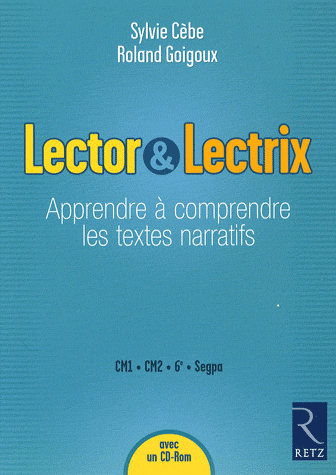 Sylvie Cèbe
Roland Goigoux
Lector & Lectrix
Apprendre à comprendre
les textes narratifs
CM1 • CM2 • 6e • Segpa
avec
un CD-Rom
RETZ